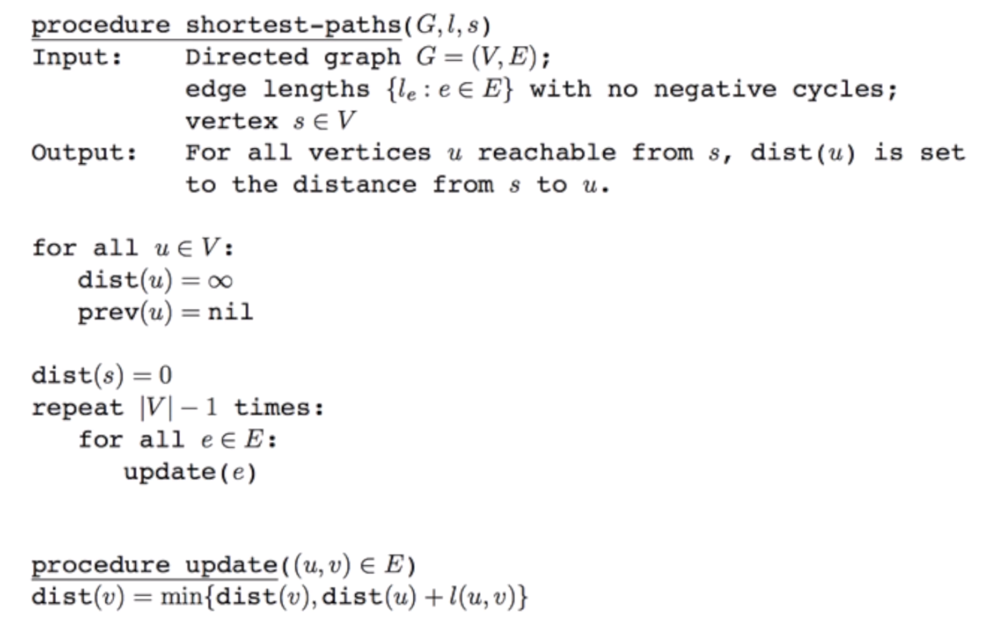 procedure shortest-paths(G, l, s)
Input: Directed graph G = (V, E);
edge lengths {lₑ : e ∈ E} with no negative cycles;
vertex s ∈ V
Output: For all vertices u reachable from s, dist(u) is set
to the distance from s to u.
for all u ∈ V:
dist(u) = ∞
prev(u) = nil
dist(s) = 0
repeat |V| − 1 times:
for all e ∈ E:
update(e)
procedure update((u, v) ∈ E)
dist(v) = min{dist(v), dist(u) + l(u, v)}